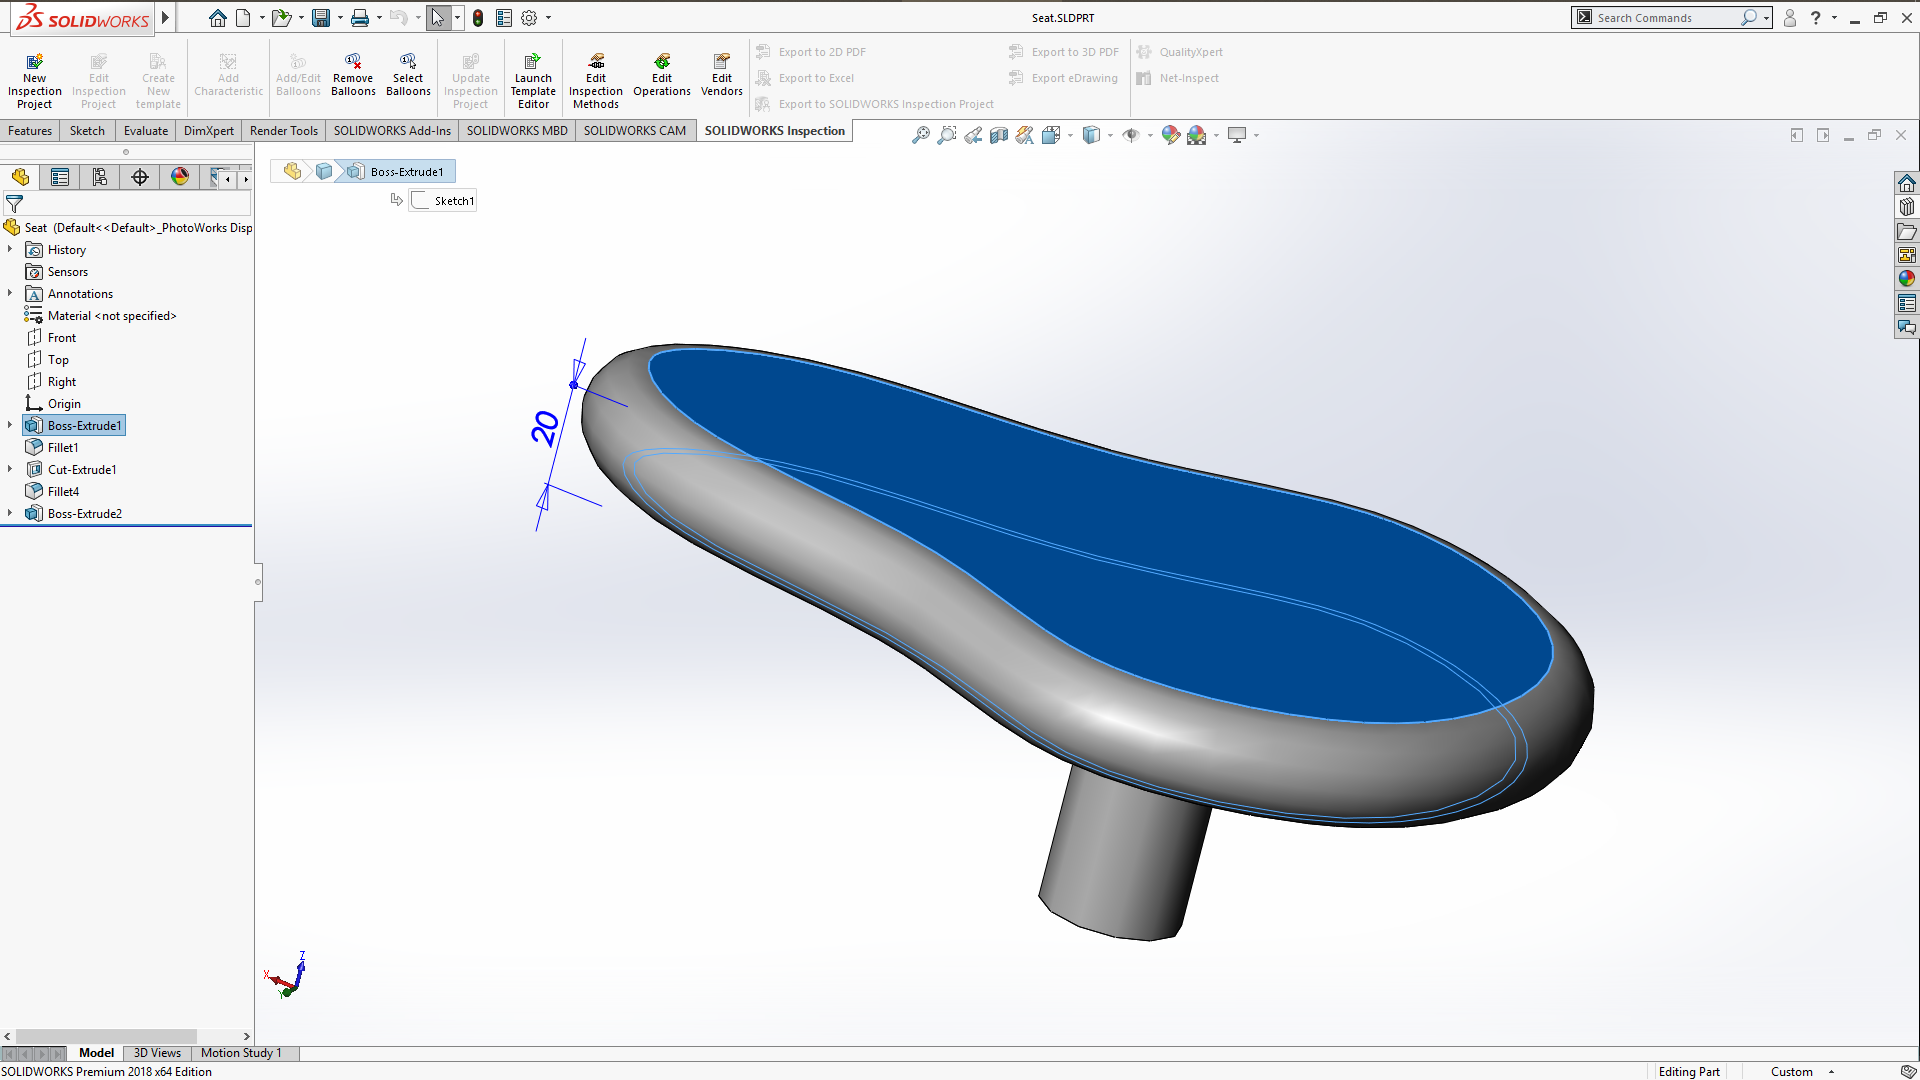 SOLIDWORKS
Seat.SLDPRT
Search Commands
New Inspection Project
Edit Inspection Project
Create New template
Add Characteristic
Add/Edit Balloons
Remove Balloons
Select Balloons
Update Inspection Project
Launch Template Editor
Edit Inspection Methods
Edit Operations
Edit Vendors
Export to 2D PDF
Export to Excel
Export to SOLIDWORKS Inspection Project
Export to 3D PDF
Export eDrawing
QualityXpert
Net-Inspect
Features
Sketch
Evaluate
DimXpert
Render Tools
SOLIDWORKS Add-Ins
SOLIDWORKS MBD
SOLIDWORKS CAM
SOLIDWORKS Inspection
Boss-Extrude1
Sketch1
Seat (Default<<Default>_PhotoWorks Disp
History
Sensors
Annotations
Material <not specified>
Front
Top
Right
Origin
Boss-Extrude1
Fillet1
Cut-Extrude1
Fillet4
Boss-Extrude2
20
Z
X
Y
Model
3D Views
Motion Study 1
SOLIDWORKS Premium 2018 x64 Edition
Editing Part
Custom